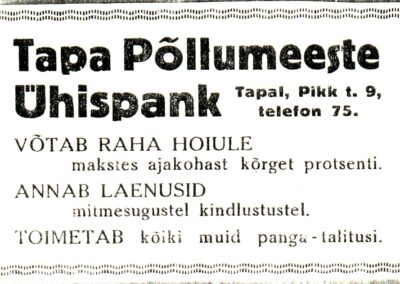 Tapa Põllumeeste
Ühispank Tapal, Pikk t. 9,
telefon 75.
VÕTAB RAHA HOIULE
makstes ajakohast kõrget protsenti.
ANNAB LAENUSID
mitmesugustel kindlustustel.
TOIMETAB kõiki muid panga-talitusi.